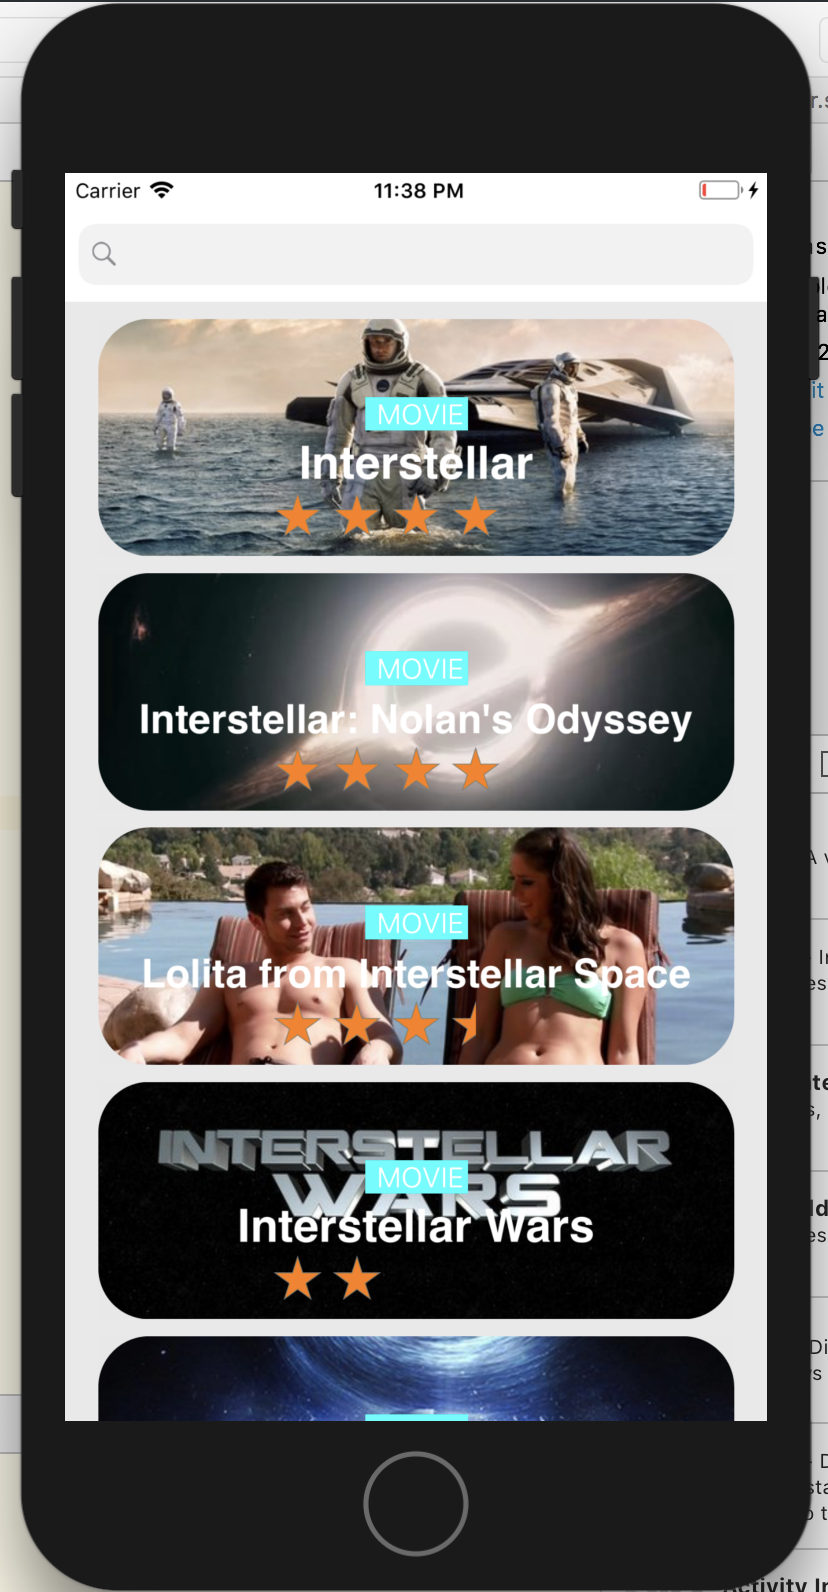 Carrier 11:38 PM
MOVIE
Interstellar
MOVIE
Interstellar: Nolan's Odyssey
MOVIE
Lolita from Interstellar Space
INTERSTELLAR
WARS
MOVIE
Interstellar Wars